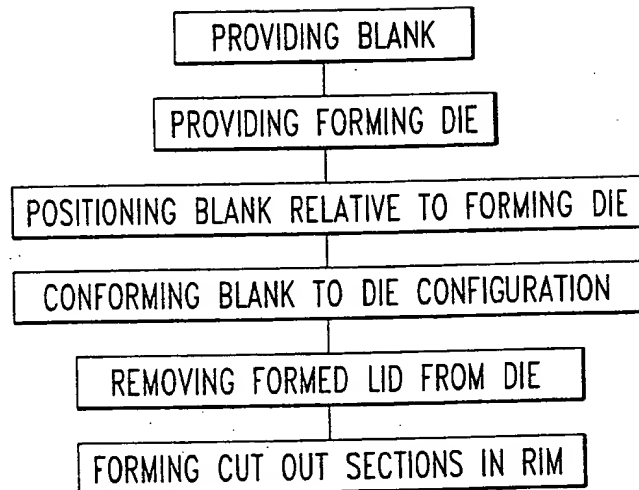 PROVIDING BLANK
PROVIDING FORMING DIE
POSITIONING BLANK RELATIVE TO FORMING DIE
CONFORMING BLANK TO DIE CONFIGURATION
REMOVING FORMED LID FROM DIE
FORMING CUT OUT SECTIONS IN RIM